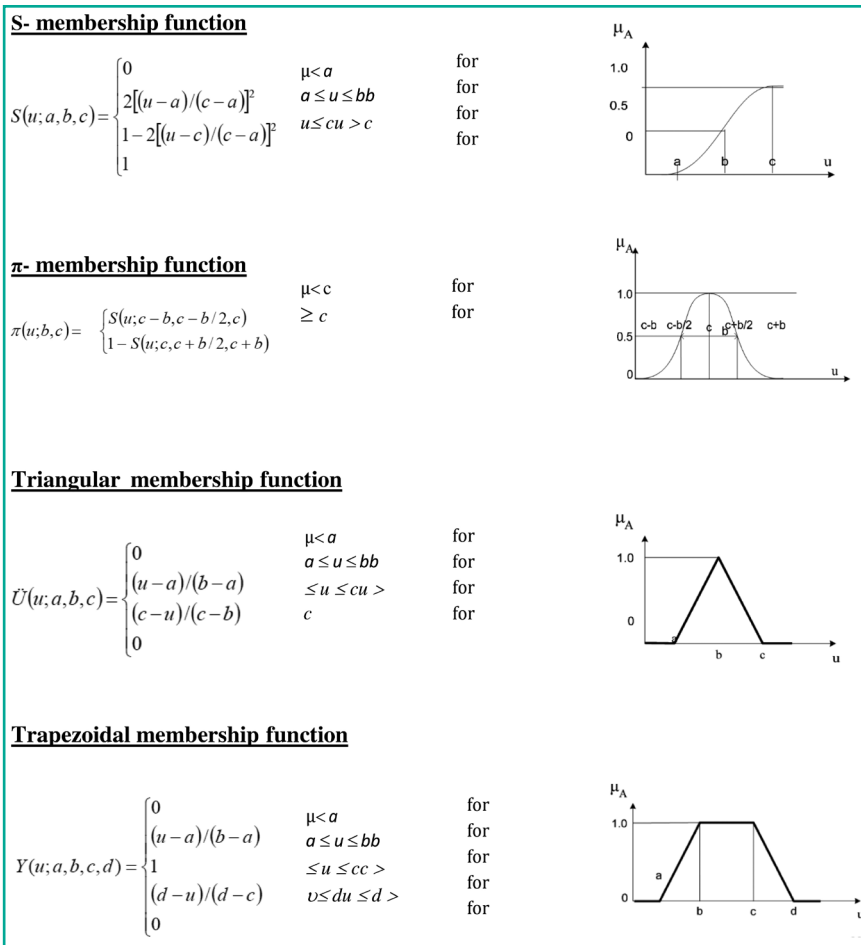 S- membership function
S(u;a,b,c)= {0
2[(u−a)/(c−a)]²
1−2[(u−c)/(c−a)]²
1
μ< a
a ≤ u ≤ bb
u ≤ cu > c
for
for
for
for
μA
1.0
0.5
0
a b c u
π- membership function
π(u;b,c)= {S(u;c−b,c−b/2,c)
1−S(u;c,c+b/2,c+b)
μ< c
≥ c
for
for
μA
1.0
c-b c-b/2 c b c+b/2 c+b
0.5
0
u
Triangular membership function
Ü(u;a,b,c)= {0
(u−a)/(b−a)
(c−u)/(c−b)
0
μ< a
a ≤ u ≤ bb
≤ u ≤ cu >
c
for
for
for
for
μA
1.0
0
a
b c u
Trapezoidal membership function
Y(u;a,b,c,d)= {0
(u−a)/(b−a)
1
(d−u)/(d−c)
0
μ< a
a ≤ u ≤ bb
≤ u ≤ cc >
υ≤ du ≤ d >
for
for
for
for
for
μA
1.0
a
0
b c d u